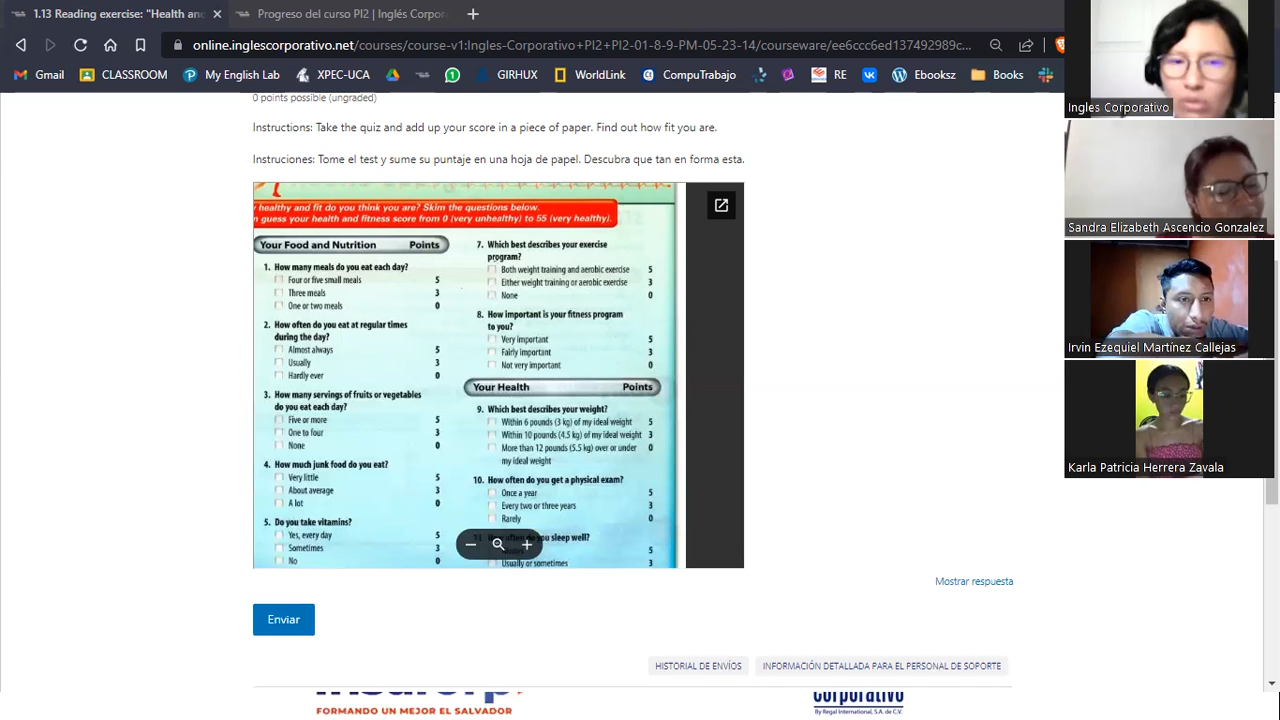 1.13 Reading exercise: "Health and
Progreso del curso PI2 | Inglés Corpor
online.inglescorporativo.net/courses/course-v1:Ingles-Corporativo+PI2+PI2-01-8-9-PM-05-23-14/courseware/ee6ccc6ed137492989c...
Gmail CLASSROOM My English Lab XPEC-UCA GIRHUX WorldLink CompuTrabajo RE Ebooksz Books
0 points possible (ungraded)
Instructions: Take the quiz and add up your score in a piece of paper. Find out how fit you are.
Instruciones: Tome el test y sume su puntaje en una hoja de papel. Descubra que tan en forma esta.
y healthy and fit do you think you are? Skim the questions below.
n guess your health and fitness score from 0 (very unhealthy) to 55 (very healthy).
Your Food and Nutrition Points
1. How many meals do you eat each day?
Four or five small meals 5
Three meals 3
One or two meals 0
2. How often do you eat at regular times
during the day?
Almost always 5
Usually 3
Hardly ever 0
3. How many servings of fruits or vegetables
do you eat each day?
Five or more 5
One to four 3
None 0
4. How much junk food do you eat?
Very little 5
About average 3
A lot 0
5. Do you take vitamins?
Yes, every day 5
Sometimes 3
No 0
7. Which best describes your exercise
program?
Both weight training and aerobic exercise 5
Either weight training or aerobic exercise 3
None 0
8. How important is your fitness program
to you?
Very important 5
Fairly important 3
Not very important 0
Your Health Points
9. Which best describes your weight?
Within 6 pounds (3 kg) of my ideal weight 5
Within 10 pounds (4.5 kg) of my ideal weight 3
More than 12 pounds (5.5 kg) over or under 0
my ideal weight
10. How often do you get a physical exam?
Once a year 5
Every two or three years 3
Rarely 0
11. How often do you sleep well?
5
Usually or sometimes 3
Mostrar respuesta
Enviar
HISTORIAL DE ENVÍOS
INFORMACIÓN DETALLADA PARA EL PERSONAL DE SOPORTE
FORMANDO UN MEJOR EL SALVADOR
corporativo
By Regal International, S.A. de C.V.
Ingles Corporativo
Sandra Elizabeth Ascencio Gonzalez
Irvin Ezequiel Martínez Callejas
Karla Patricia Herrera Zavala